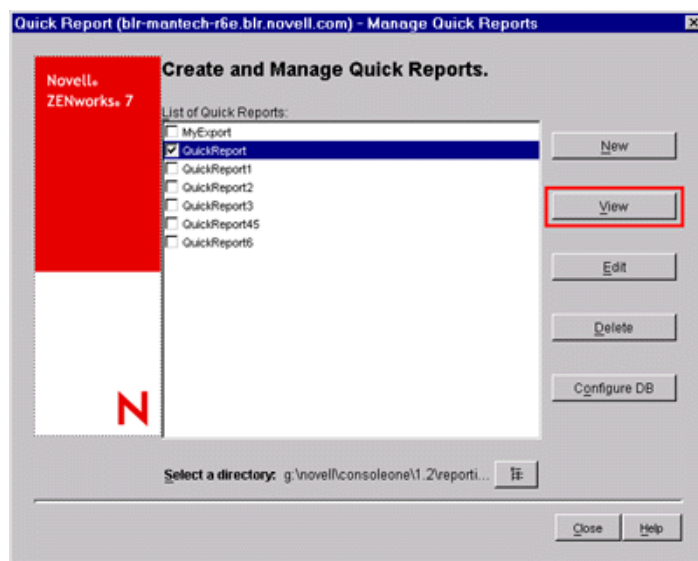 Quick Report (blr-mantech-r6e.blr.novell.com) - Manage Quick Reports
Novell®
ZENworks® 7
Create and Manage Quick Reports.
List of Quick Reports:
MyExport
QuickReport
QuickReport1
QuickReport2
QuickReport3
QuickReport45
QuickReport6
New
View
Edit
Delete
Configure DB
N
Select a directory: g:\novell\consoleone\1.2\reporti...
Close Help